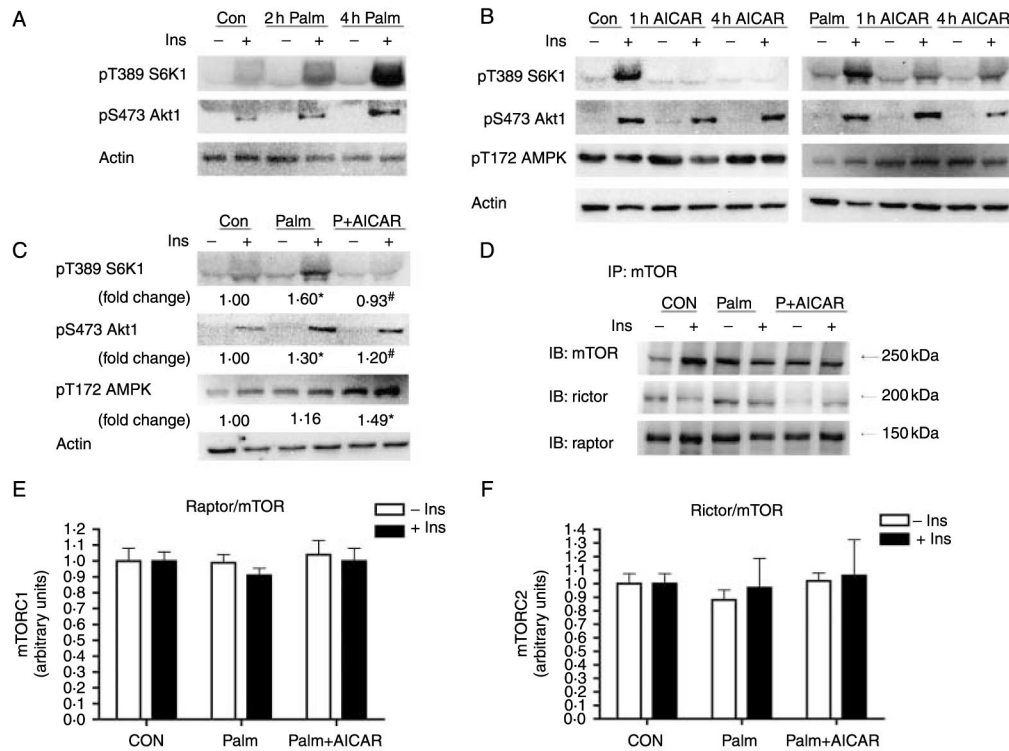 A
Con 2 h Palm 4 h Palm
Ins − + − + − +
pT389 S6K1
pS473 Akt1
Actin
B
Con 1 h AICAR 4 h AICAR Palm 1 h AICAR 4 h AICAR
Ins − + − + − + − + − + − +
pT389 S6K1
pS473 Akt1
pT172 AMPK
Actin
C
Con Palm P+AICAR
Ins − + − + − +
pT389 S6K1
(fold change) 1·00 1·60* 0·93#
pS473 Akt1
(fold change) 1·00 1·30* 1·20#
pT172 AMPK
(fold change) 1·00 1·16 1·49*
Actin
D
IP: mTOR
CON Palm P+AICAR
Ins − + − + − +
IB: mTOR ←250 kDa
IB: rictor ←200 kDa
IB: raptor ←150 kDa
E
Raptor/mTOR
− Ins
+ Ins
mTORC1
(arbitrary units)
1·2
1·1
1·0
0·9
0·8
0·7
0·6
0·5
0·4
0·3
0·2
0·1
0·0
CON Palm Palm+AICAR
F
Rictor/mTOR
− Ins
+ Ins
mTORC2
(arbitrary units)
1·4
1·3
1·2
1·1
1·0
0·9
0·8
0·7
0·6
0·5
0·4
0·3
0·2
0·1
0·0
CON Palm Palm+AICAR